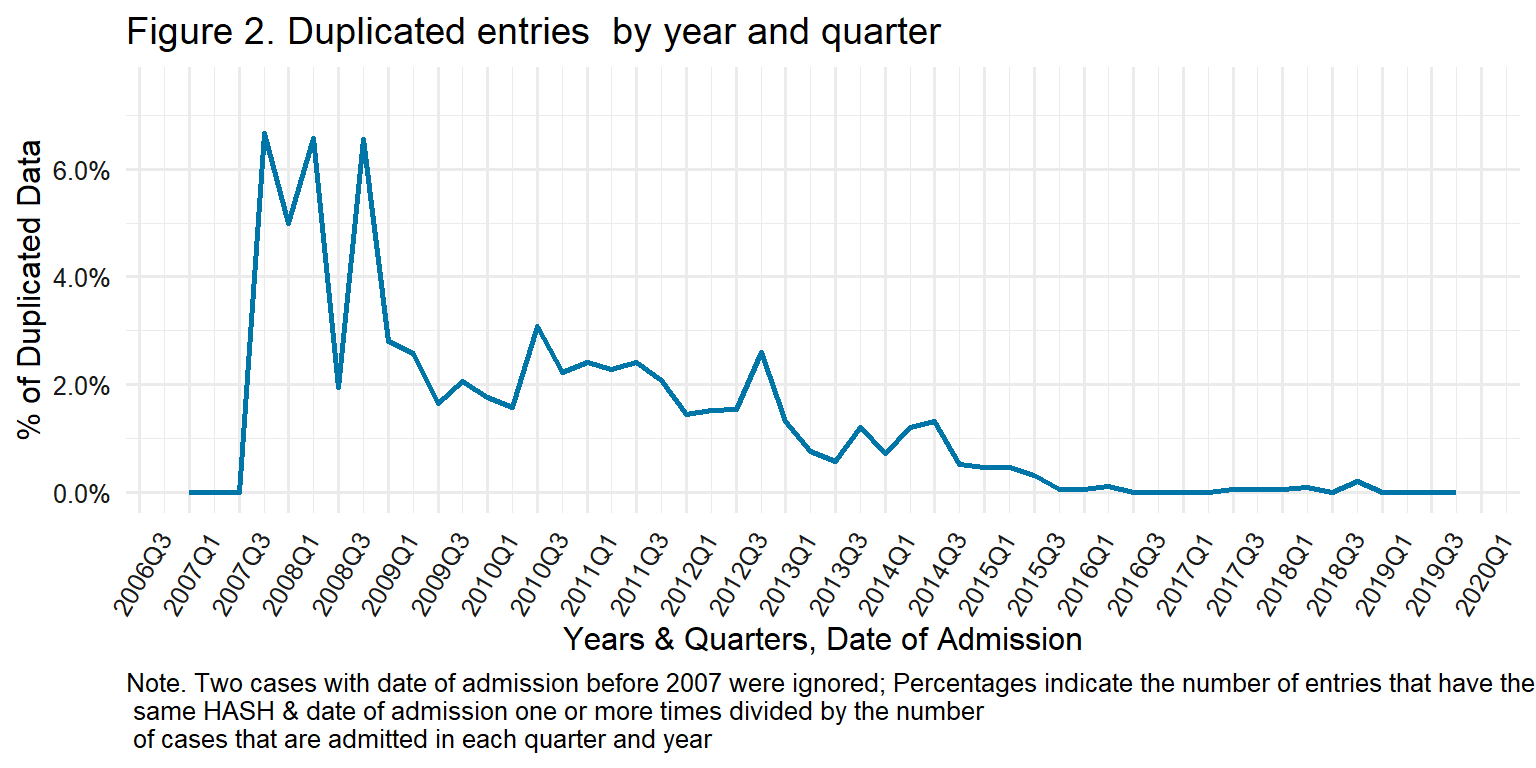 Figure 2. Duplicated entries  by year and quarter
% of Duplicated Data
6.0%
4.0%
2.0%
0.0%
2006Q3
2007Q1
2007Q3
2008Q1
2008Q3
2009Q1
2009Q3
2010Q1
2010Q3
2011Q1
2011Q3
2012Q1
2012Q3
2013Q1
2013Q3
2014Q1
2014Q3
2015Q1
2015Q3
2016Q1
2016Q3
2017Q1
2017Q3
2018Q1
2018Q3
2019Q1
2019Q3
2020Q1
Years & Quarters, Date of Admission
Note. Two cases with date of admission before 2007 were ignored; Percentages indicate the number of entries that have the
same HASH & date of admission one or more times divided by the number
of cases that are admitted in each quarter and year